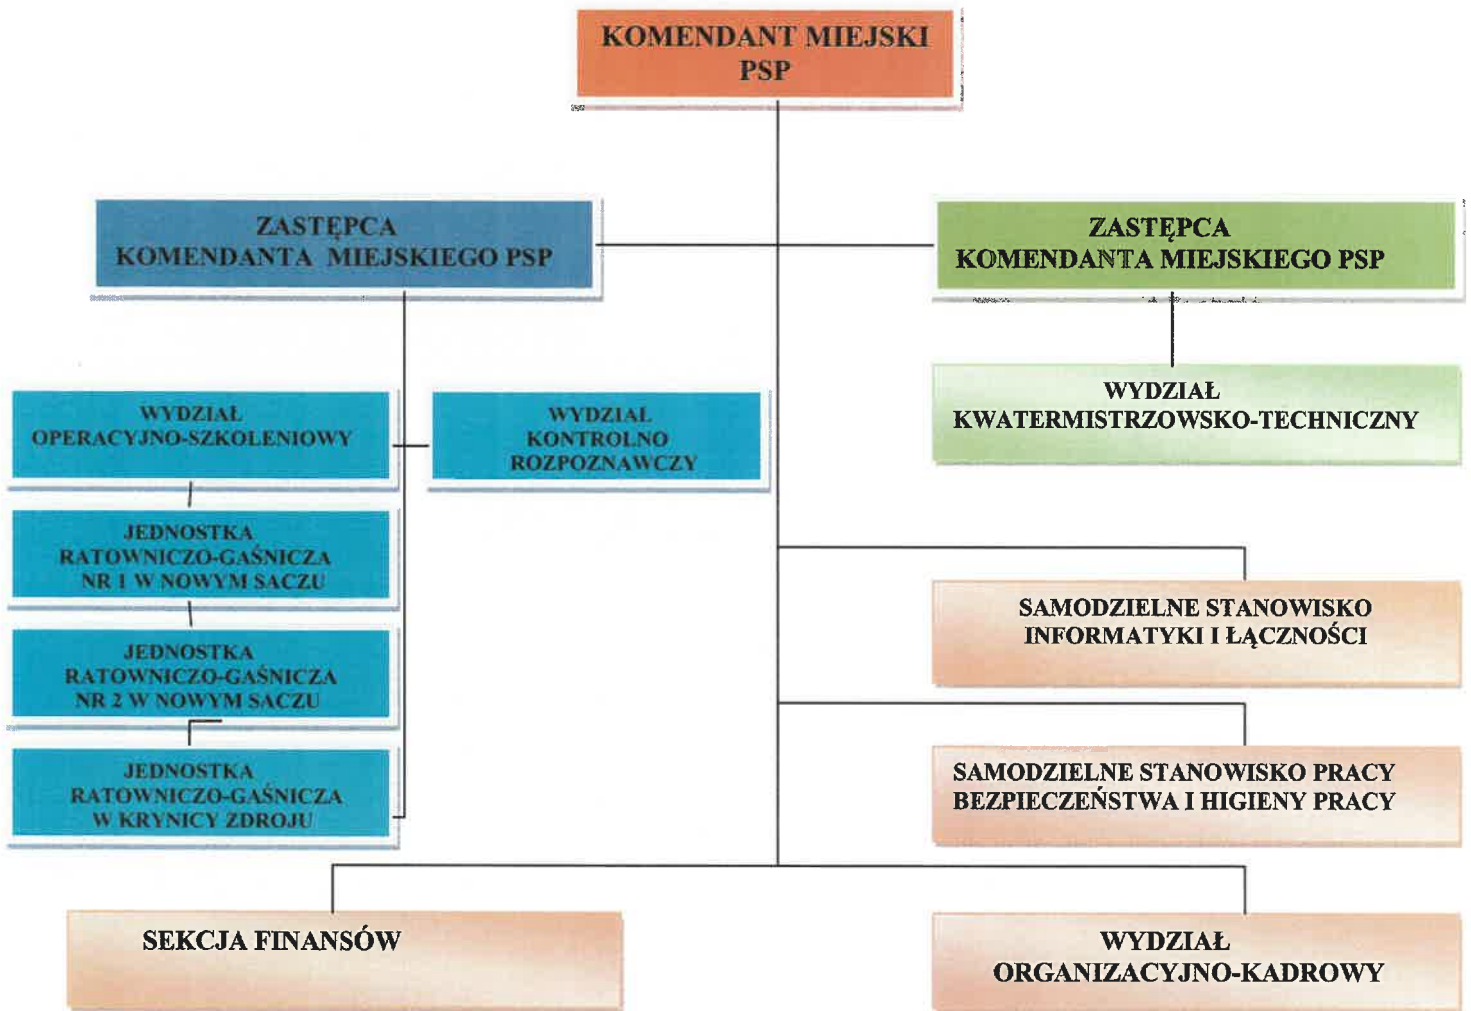 KOMENDANT MIEJSKI
PSP
ZASTĘPCA
KOMENDANTA MIEJSKIEGO PSP
ZASTĘPCA
KOMENDANTA MIEJSKIEGO PSP
WYDZIAŁ
OPERACYJNO-SZKOLENIOWY
WYDZIAŁ
KONTROLNO
ROZPOZNAWCZY
WYDZIAŁ
KWATERMISTRZOWSKO-TECHNICZNY
JEDNOSTKA
RATOWNICZO-GAŚNICZA
NR 1 W NOWYM SACZU
JEDNOSTKA
RATOWNICZO-GAŚNICZA
NR 2 W NOWYM SACZU
JEDNOSTKA
RATOWNICZO-GAŚNICZA
W KRYNICY ZDROJU
SAMODZIELNE STANOWISKO
INFORMATYKI I ŁĄCZNOŚCI
SAMODZIELNE STANOWISKO PRACY
BEZPIECZEŃSTWA I HIGIENY PRACY
SEKCJA FINANSÓW
WYDZIAŁ
ORGANIZACYJNO-KADROWY